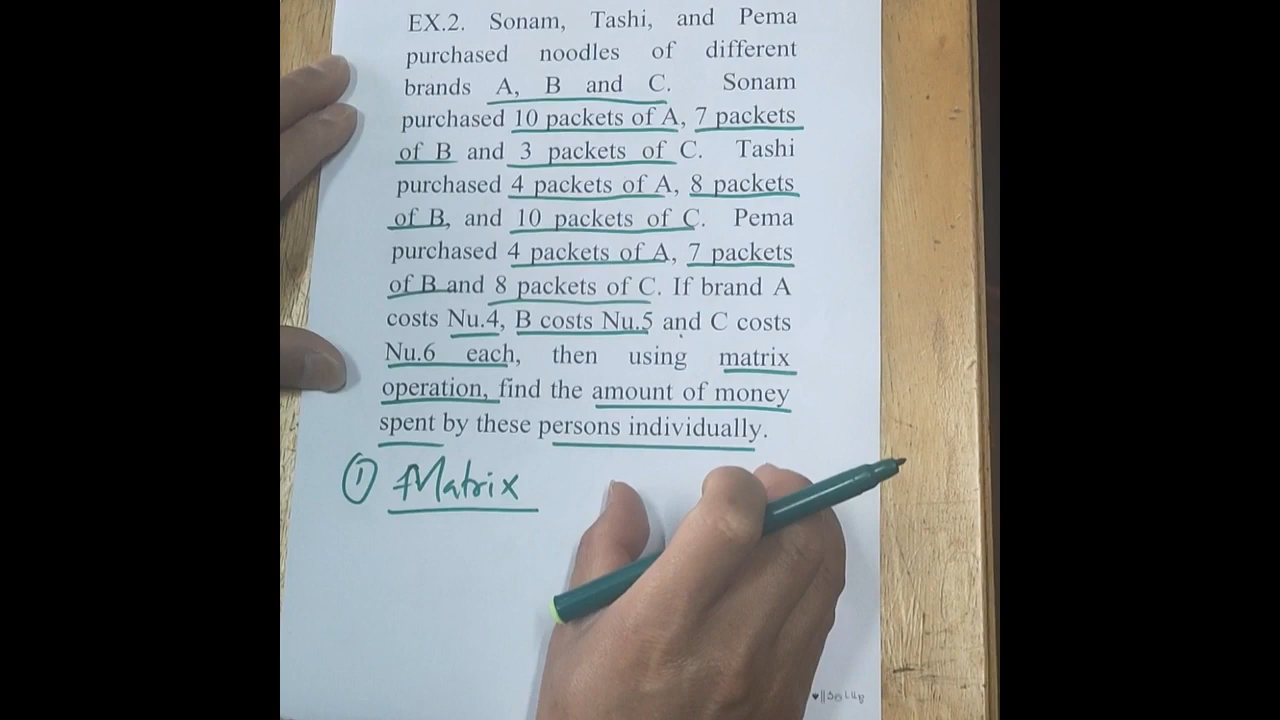 EX.2. Sonam, Tashi, and Pema
purchased noodles of different
brands A, B and C. Sonam
purchased 10 packets of A, 7 packets
of B and 3 packets of C. Tashi
purchased 4 packets of A, 8 packets
of B, and 10 packets of C. Pema
purchased 4 packets of A, 7 packets
of B and 8 packets of C. If brand A
costs Nu.4, B costs Nu.5 and C costs
Nu.6 each, then using matrix
operation, find the amount of money
spent by these persons individually.
① Matrix